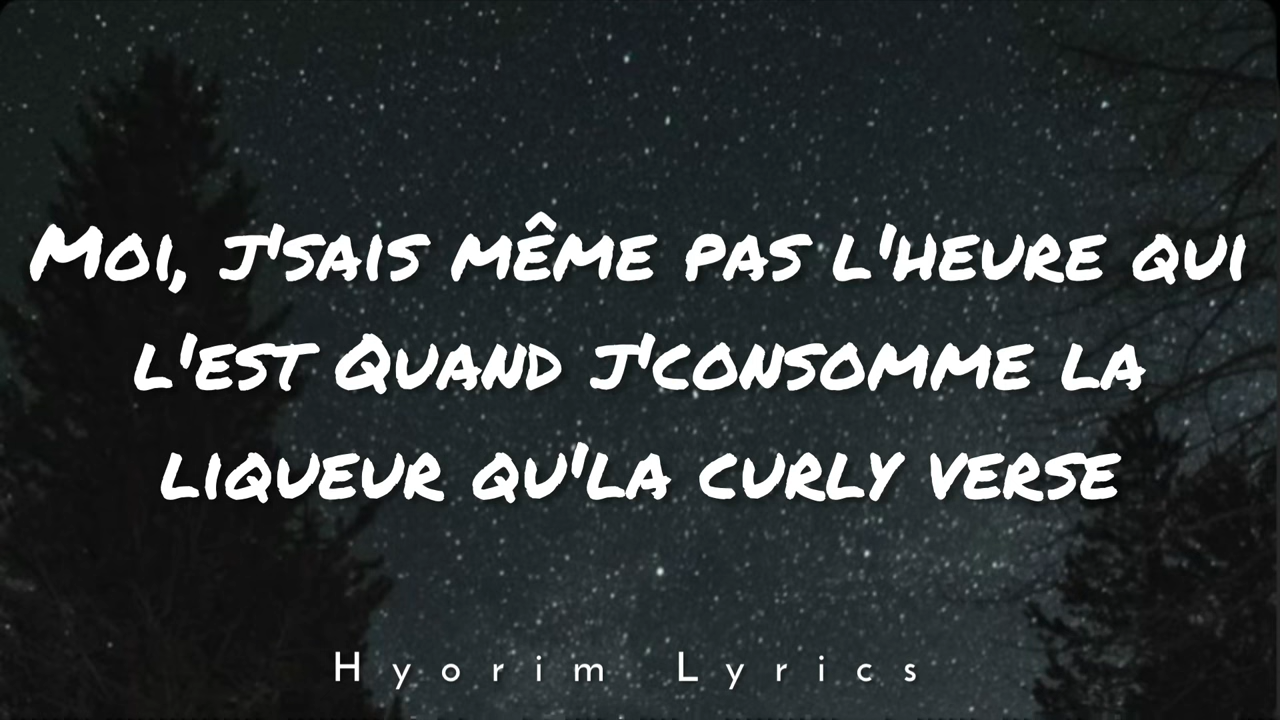 Moi, j'sais même pas l'heure qui
l'est Quand j'consomme la
liqueur qu'la curly verse
Hyorim Lyrics